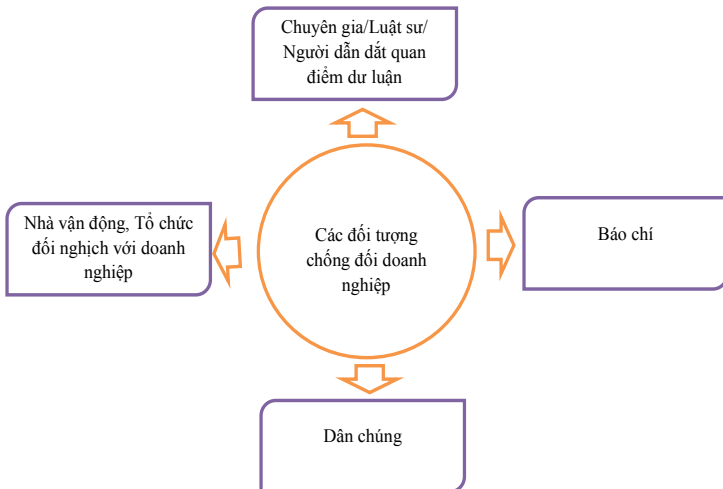 Chuyên gia/Luật sư/
Người dẫn dắt quan
điểm dư luận
Nhà vận động, Tổ chức
đối nghịch với doanh
nghiệp
Các đối tượng
chống đối doanh
nghiệp
Báo chí
Dân chúng